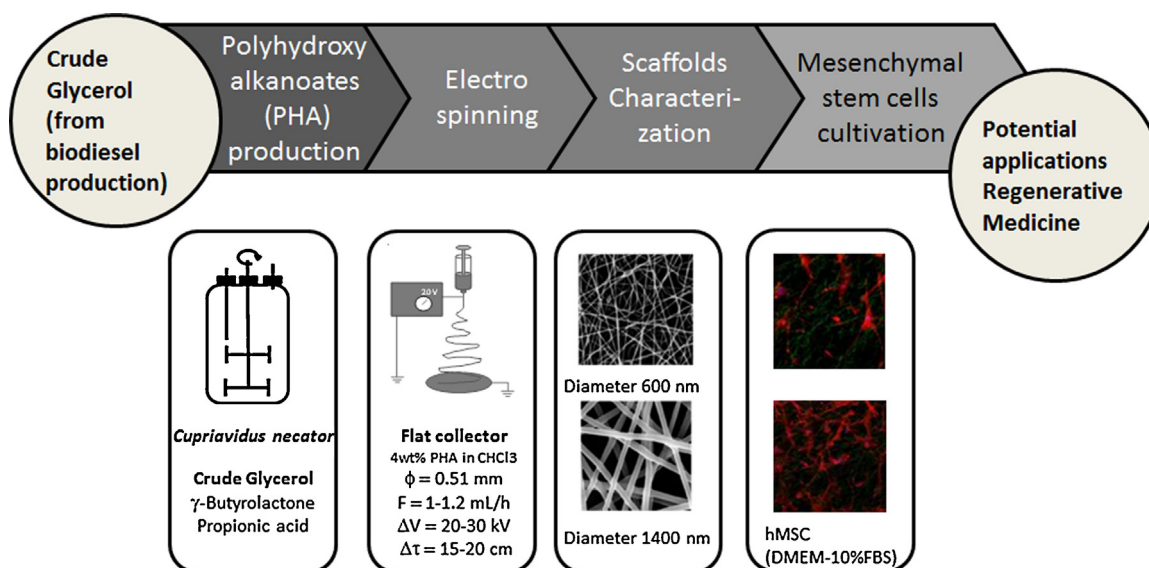 Crude
Glycerol
(from
biodiesel
production)
Polyhydroxy
alkanoates
(PHA)
production
Electro
spinning
Scaffolds
Characteri-
zation
Mesenchymal
stem cells
cultivation
Potential
applications
Regenerative
Medicine
Cupriavidus necator
Crude Glycerol
γ-Butyrolactone
Propionic acid
20 V
Flat collector
4wt% PHA in CHCl3
ϕ = 0.51 mm
F = 1-1.2 mL/h
ΔV = 20-30 kV
Δτ = 15-20 cm
Diameter 600 nm
Diameter 1400 nm
hMSC
(DMEM-10%FBS)